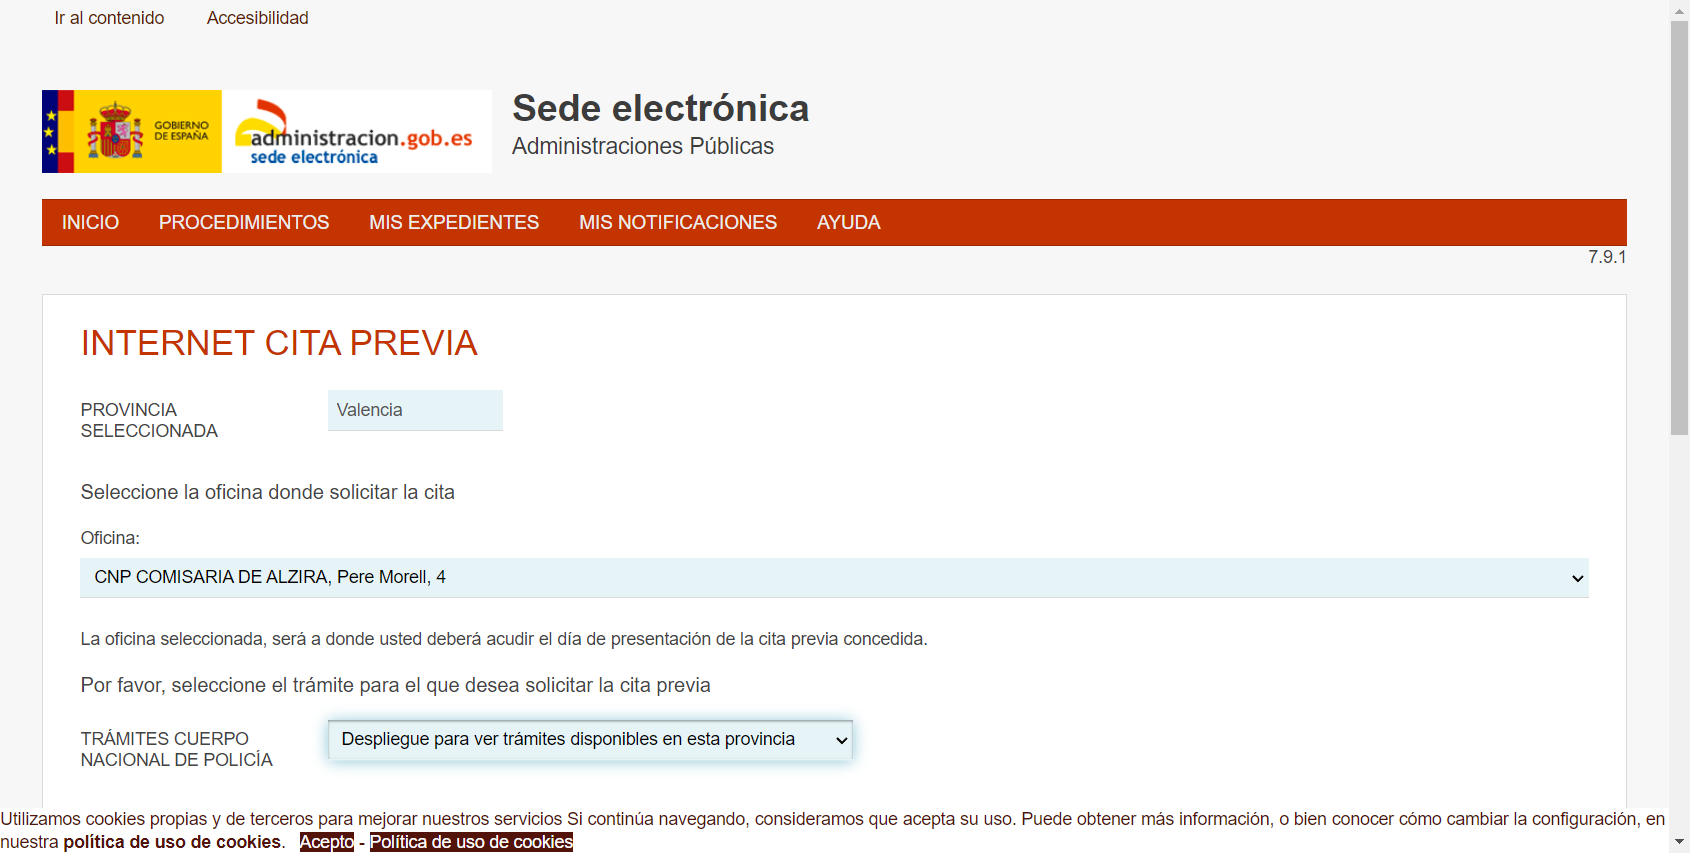 Ir al contenido Accesibilidad
GOBIERNO
DE ESPAÑA
administracion.gob.es
sede electrónica
Sede electrónica
Administraciones Públicas
INICIO PROCEDIMIENTOS MIS EXPEDIENTES MIS NOTIFICACIONES AYUDA
7.9.1
INTERNET CITA PREVIA
PROVINCIA
SELECCIONADA
Valencia
Seleccione la oficina donde solicitar la cita
Oficina:
CNP COMISARIA DE ALZIRA, Pere Morell, 4
La oficina seleccionada, será a donde usted deberá acudir el día de presentación de la cita previa concedida.
Por favor, seleccione el trámite para el que desea solicitar la cita previa
TRÁMITES CUERPO
NACIONAL DE POLICÍA
Despliegue para ver trámites disponibles en esta provincia
Utilizamos cookies propias y de terceros para mejorar nuestros servicios Si continúa navegando, consideramos que acepta su uso. Puede obtener más información, o bien conocer cómo cambiar la configuración, en
nuestra política de uso de cookies. Acepto - Política de uso de cookies